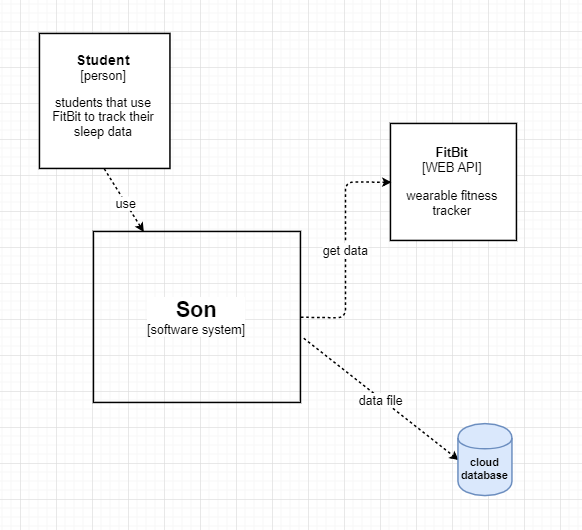 Student
[person]
students that use
FitBit to track their
sleep data
use
FitBit
[WEB API]
wearable fitness
tracker
get data
Son
[software system]
data file
cloud
database